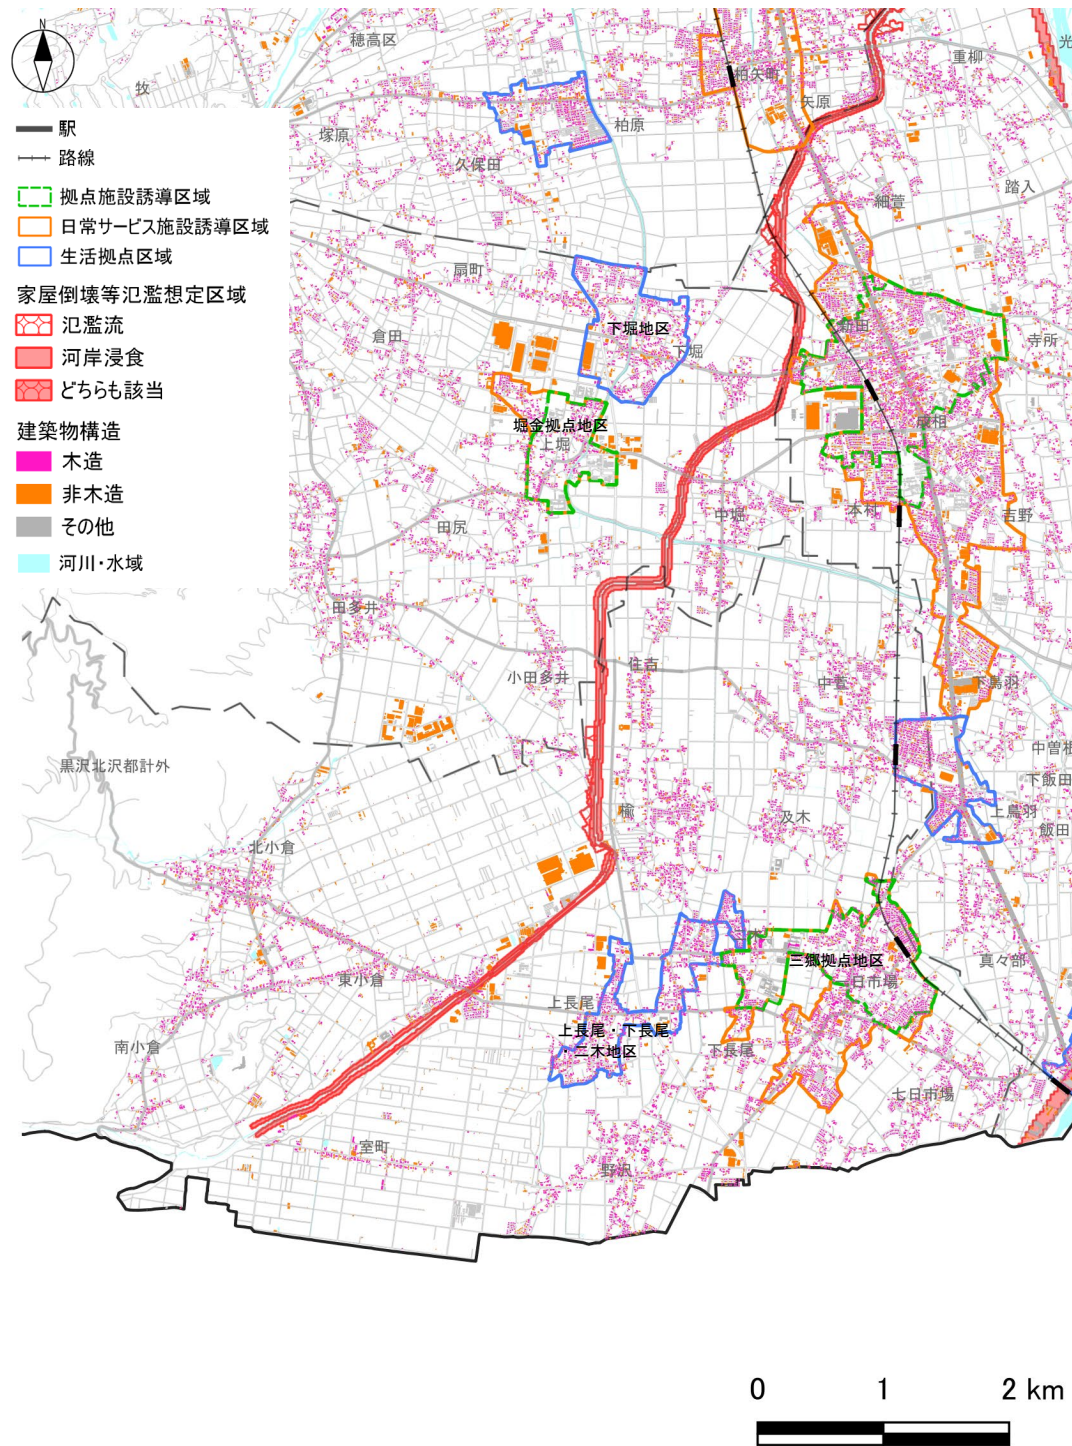 N
穂高区
光
重柳
柏矢町
牧
矢原
柏原
塚原
久保田
踏入
細萱
駅
路線
拠点施設誘導区域
日常サービス施設誘導区域
生活拠点区域
家屋倒壊等氾濫想定区域
氾濫流
河岸浸食
どちらも該当
建築物構造
木造
非木造
その他
河川・水域
扇町
下堀地区
新田
倉田
下堀
寺所
堀金拠点地区
上堀
成相
田尻
中堀
本村
吉野
田多井
住吉
小田多井
中萱
下鳥羽
黒沢北沢都計外
中曽根
下飯田
楡
及木
上鳥羽
飯田
北小倉
三郷拠点地区
真々部
東小倉
日市場
上長尾
上長尾・下長尾
・二木地区
南小倉
下長尾
七日市場
室町
野沢
0 1 2 km